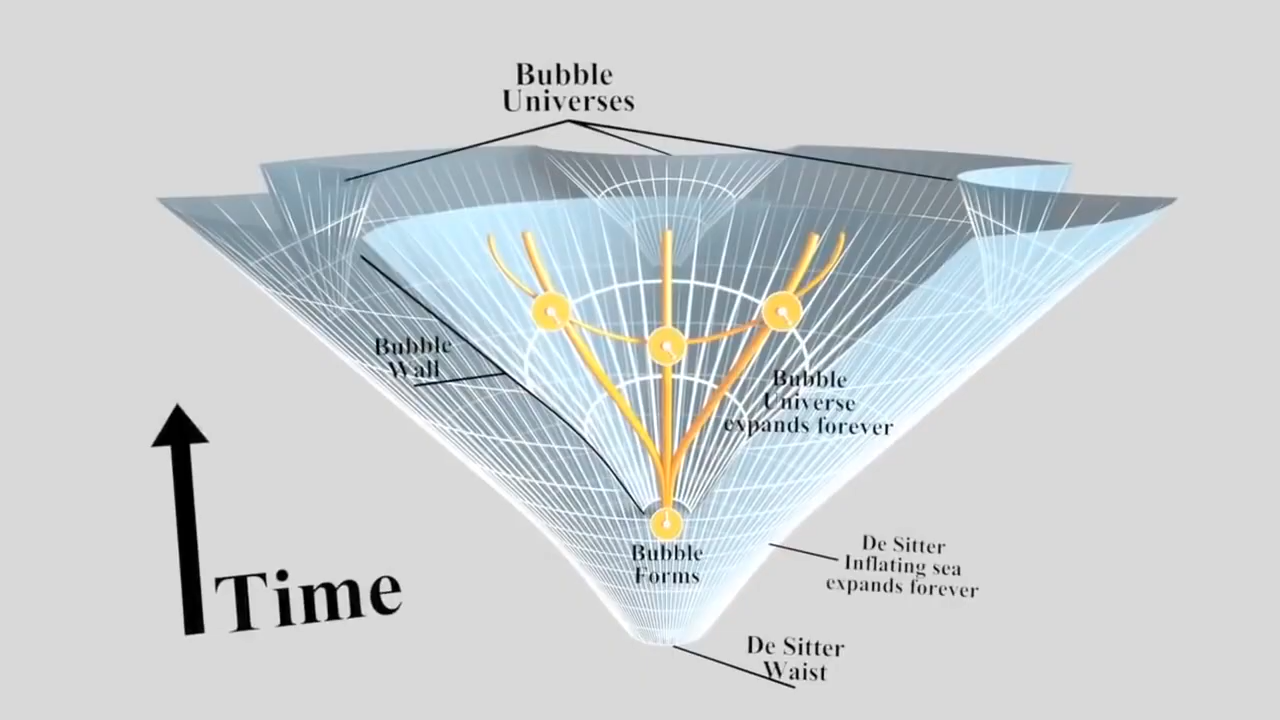 Bubble
Universes
Bubble
Wall
Bubble
Universe
expands forever
Bubble
Forms
De Sitter
Inflating sea
expands forever
Time
De Sitter
Waist